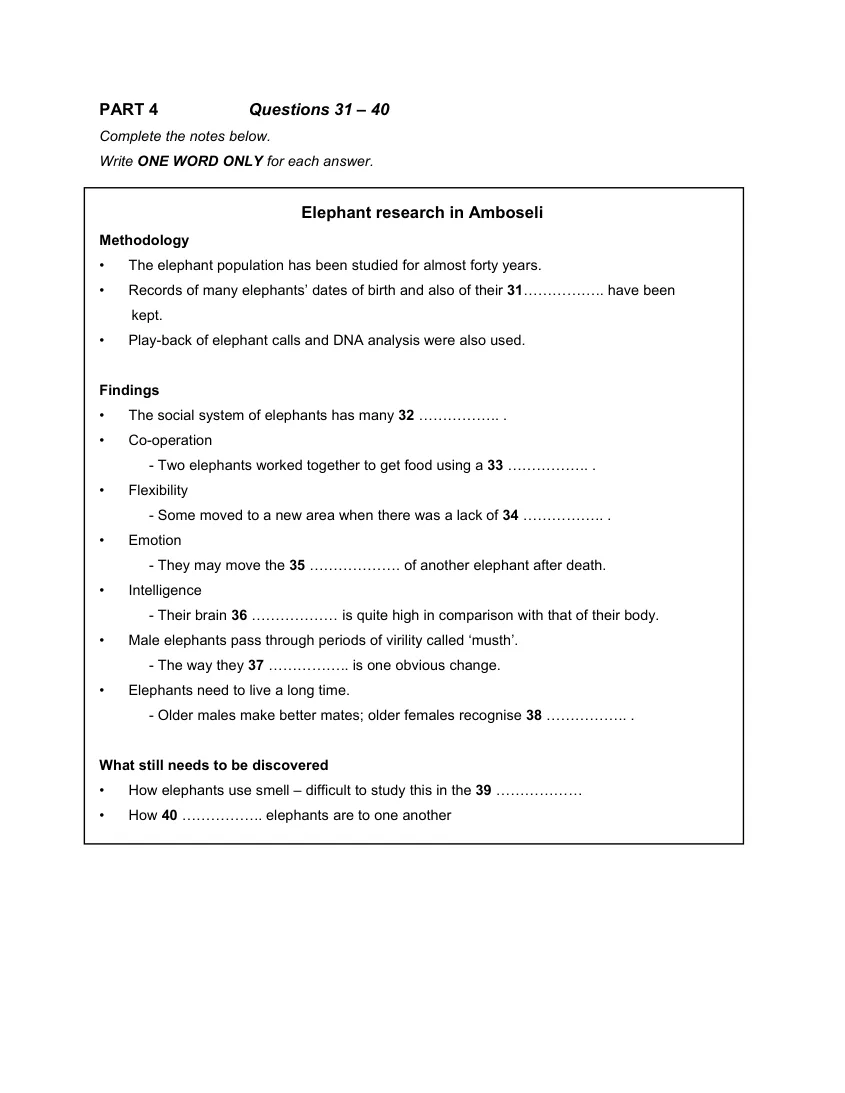 PART 4 Questions 31 – 40
Complete the notes below.
Write ONE WORD ONLY for each answer.
Elephant research in Amboseli
Methodology
• The elephant population has been studied for almost forty years.
• Records of many elephants’ dates of birth and also of their 31…………….. have been
kept.
• Play-back of elephant calls and DNA analysis were also used.
Findings
• The social system of elephants has many 32 …………….. .
• Co-operation
- Two elephants worked together to get food using a 33 …………….. .
• Flexibility
- Some moved to a new area when there was a lack of 34 …………….. .
• Emotion
- They may move the 35 ………………. of another elephant after death.
• Intelligence
- Their brain 36 ……………… is quite high in comparison with that of their body.
• Male elephants pass through periods of virility called ‘musth’.
- The way they 37 …………….. is one obvious change.
• Elephants need to live a long time.
- Older males make better mates; older females recognise 38 …………….. .
What still needs to be discovered
• How elephants use smell – difficult to study this in the 39 ………………
• How 40 …………….. elephants are to one another